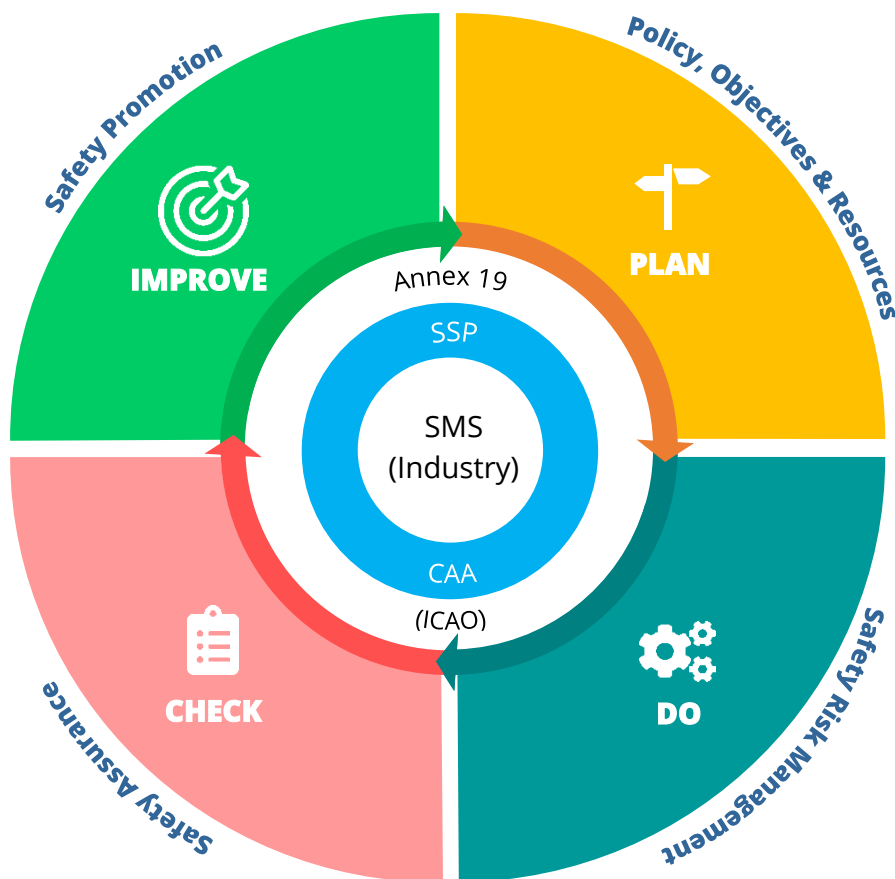 Safety Promotion
Policy, Objectives & Resources
IMPROVE
PLAN
Annex 19
SSP
SMS
(Industry)
CAA
(ICAO)
CHECK
DO
Safety Assurance
Safety Risk Management